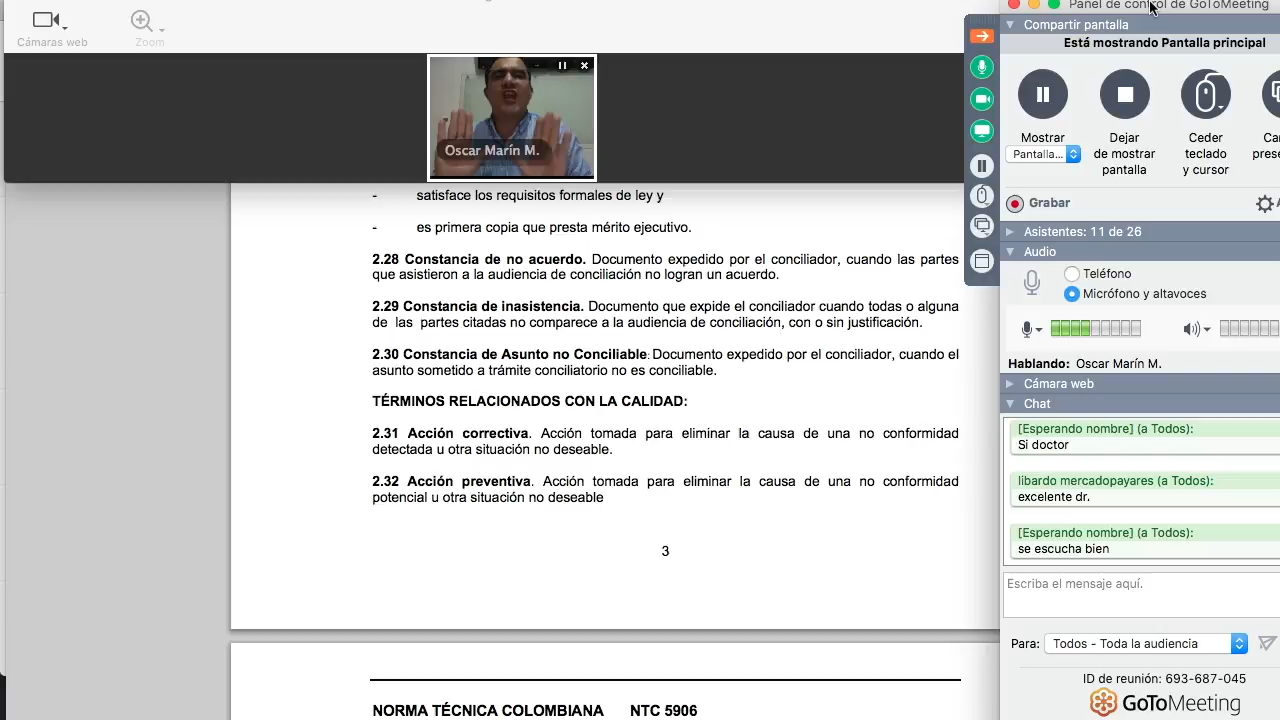 Cámaras web
Zoom
Oscar Marín M.
- satisface los requisitos formales de ley y
- es primera copia que presta mérito ejecutivo.
2.28 Constancia de no acuerdo. Documento expedido por el conciliador, cuando las partes
que asistieron a la audiencia de conciliación no logran un acuerdo.
2.29 Constancia de inasistencia. Documento que expide el conciliador cuando todas o alguna
de las partes citadas no comparece a la audiencia de conciliación, con o sin justificación.
2.30 Constancia de Asunto no Conciliable: Documento expedido por el conciliador, cuando el
asunto sometido a trámite conciliatorio no es conciliable.
TÉRMINOS RELACIONADOS CON LA CALIDAD:
2.31 Acción correctiva. Acción tomada para eliminar la causa de una no conformidad
detectada u otra situación no deseable.
2.32 Acción preventiva. Acción tomada para eliminar la causa de una no conformidad
potencial u otra situación no deseable
3
NORMA TÉCNICA COLOMBIANA NTC 5906
Panel de control de GoToMeeting
Compartir pantalla
Está mostrando Pantalla principal
Mostrar
Pantalla...
Dejar
de mostrar
pantalla
Ceder
teclado
y cursor
Grabar
Asistentes: 11 de 26
Audio
Teléfono
Micrófono y altavoces
Hablando: Oscar Marín M.
Cámara web
Chat
[Esperando nombre] (a Todos):
Si doctor
libardo mercadopayares (a Todos):
excelente dr.
[Esperando nombre] (a Todos):
se escucha bien
Escriba el mensaje aquí.
Para: Todos - Toda la audiencia
ID de reunión: 693-687-045
GoToMeeting